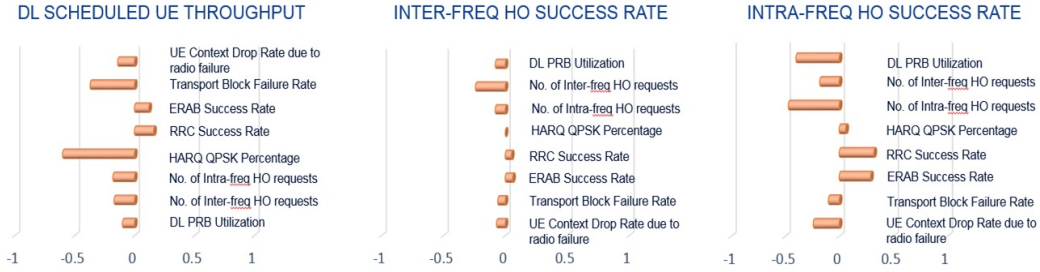 DL SCHEDULED UE THROUGHPUT
UE Context Drop Rate due to
radio failure
Transport Block Failure Rate
ERAB Success Rate
RRC Success Rate
HARQ QPSK Percentage
No. of Intra-freq HO requests
No. of Inter-freq HO requests
DL PRB Utilization
-1 -0.5 0 0.5 1
INTER-FREQ HO SUCCESS RATE
DL PRB Utilization
No. of Inter-freq HO requests
No. of Intra-freq HO requests
HARQ QPSK Percentage
RRC Success Rate
ERAB Success Rate
Transport Block Failure Rate
UE Context Drop Rate due to
radio failure
-1 -0.5 0 0.5 1
INTRA-FREQ HO SUCCESS RATE
DL PRB Utilization
No. of Inter-freq HO requests
No. of Intra-freq HO requests
HARQ QPSK Percentage
RRC Success Rate
ERAB Success Rate
Transport Block Failure Rate
UE Context Drop Rate due to
radio failure
-1 -0.5 0 0.5 1